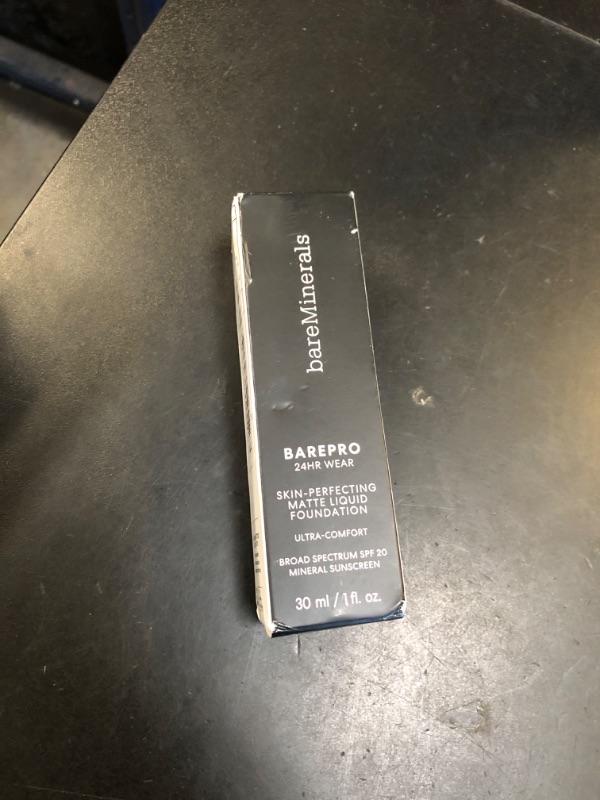 bareMinerals
BAREPRO
24HR WEAR
SKIN-PERFECTING
MATTE LIQUID
FOUNDATION
ULTRA-COMFORT
BROAD SPECTRUM SPF 20
MINERAL SUNSCREEN
30 ml / 1 fl. oz.